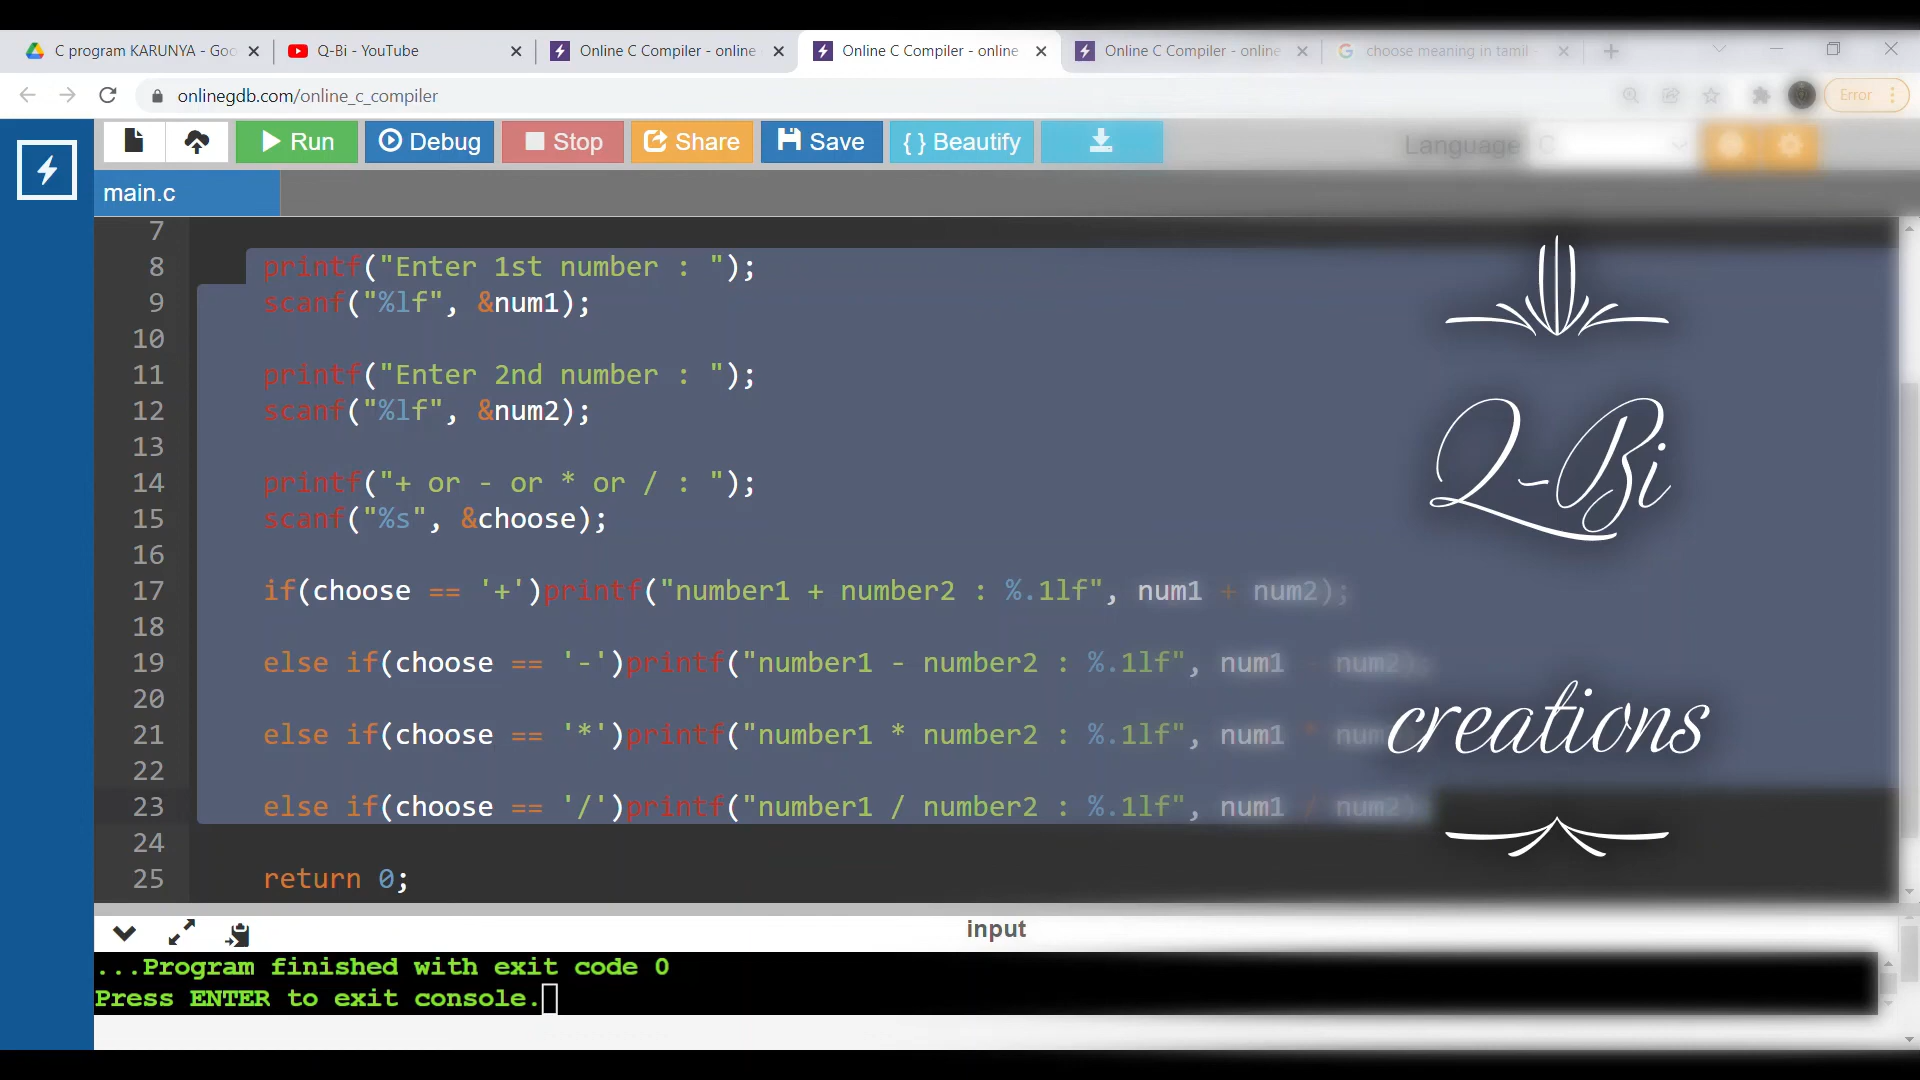 C program KARUNYA - Goo
Q-Bi - YouTube
Online C Compiler - online
Online C Compiler - online
Online C Compiler - online
choose meaning in tamil -
onlinegdb.com/online_c_compiler
Error
Run
Debug
Stop
Share
Save
{ } Beautify
Language C
main.c
7
8 printf("Enter 1st number : ");
9 scanf("%lf", &num1);
10
11 printf("Enter 2nd number : ");
12 scanf("%lf", &num2);
13
14 printf("+ or - or * or / : ");
15 scanf("%s", &choose);
16
17 if(choose == '+')printf("number1 + number2 : %.1lf", num1 + num2);
18
19 else if(choose == '-')printf("number1 - number2 : %.1lf", num1 - num2);
20
21 else if(choose == '*')printf("number1 * number2 : %.1lf", num1 * num
22
23 else if(choose == '/')printf("number1 / number2 : %.1lf", num1 / num2)
24
25 return 0;
Q-Bi
creations
input
...Program finished with exit code 0
Press ENTER to exit console.